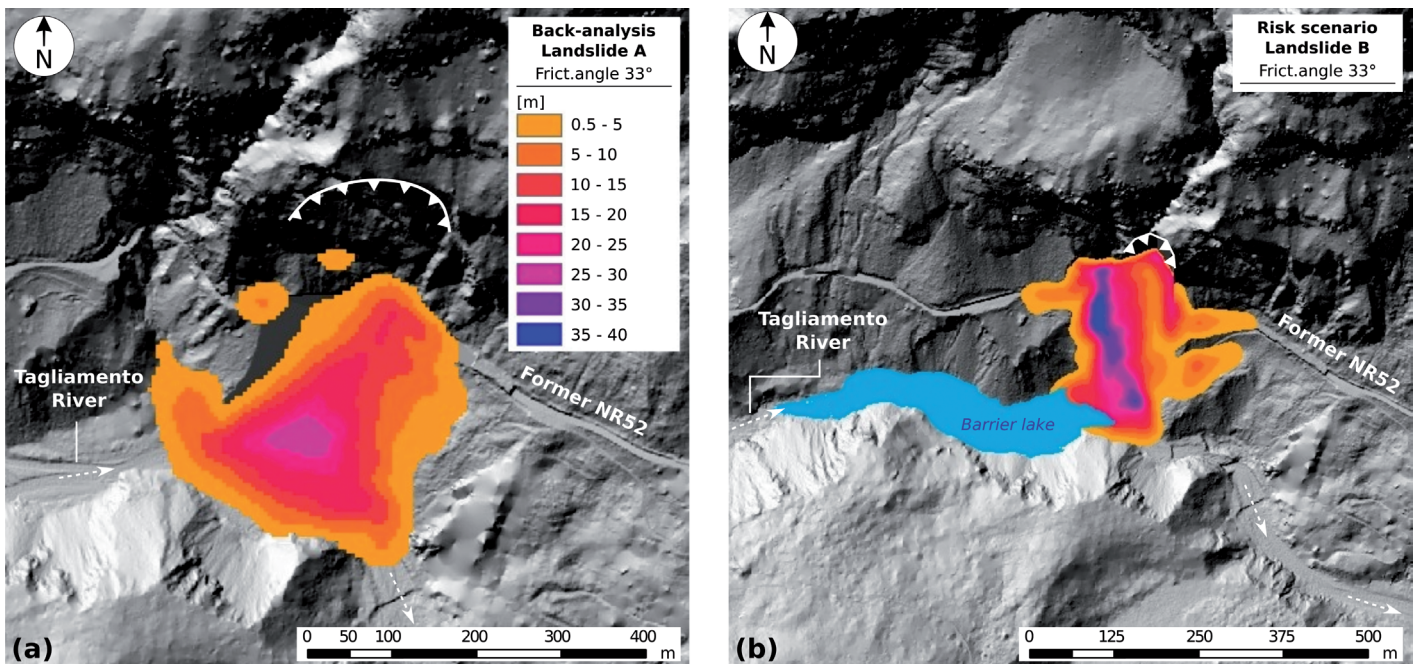 N
Back-analysis
Landslide A
Frict.angle 33°
[m]
0.5 - 5
5 - 10
10 - 15
15 - 20
20 - 25
25 - 30
30 - 35
35 - 40
Tagliamento
River
Former NR52
(a)
0 50 100 200 300 400
m
N
Risk scenario
Landslide B
Frict.angle 33°
Tagliamento
River
Former NR52
Barrier lake
(b)
0 125 250 375 500
m